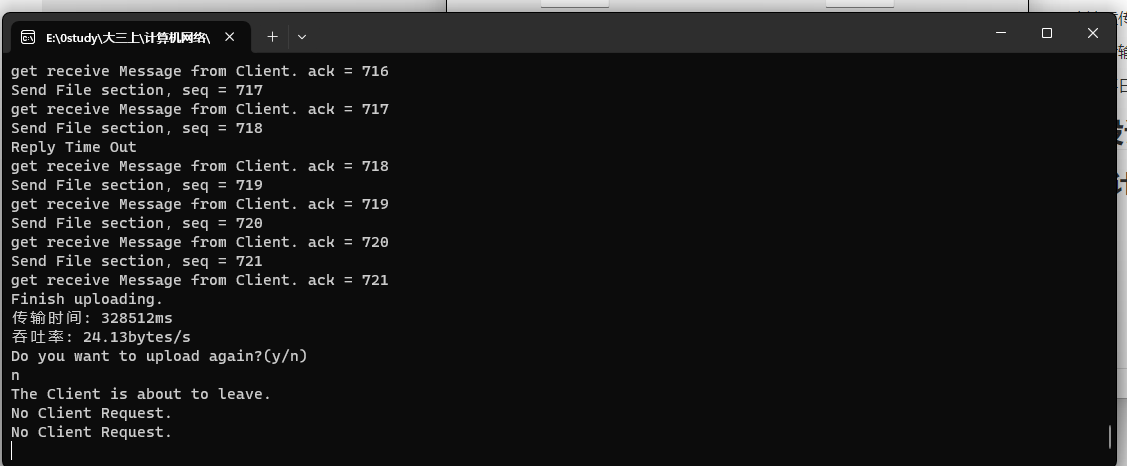 E:\0study\大三上\计算机网络\
get receive Message from Client. ack = 716
Send File section, seq = 717
get receive Message from Client. ack = 717
Send File section, seq = 718
Reply Time Out
get receive Message from Client. ack = 718
Send File section, seq = 719
get receive Message from Client. ack = 719
Send File section, seq = 720
get receive Message from Client. ack = 720
Send File section, seq = 721
get receive Message from Client. ack = 721
Finish uploading.
传输时间: 328512ms
吞吐率: 24.13bytes/s
Do you want to upload again?(y/n)
n
The Client is about to leave.
No Client Request.
No Client Request.